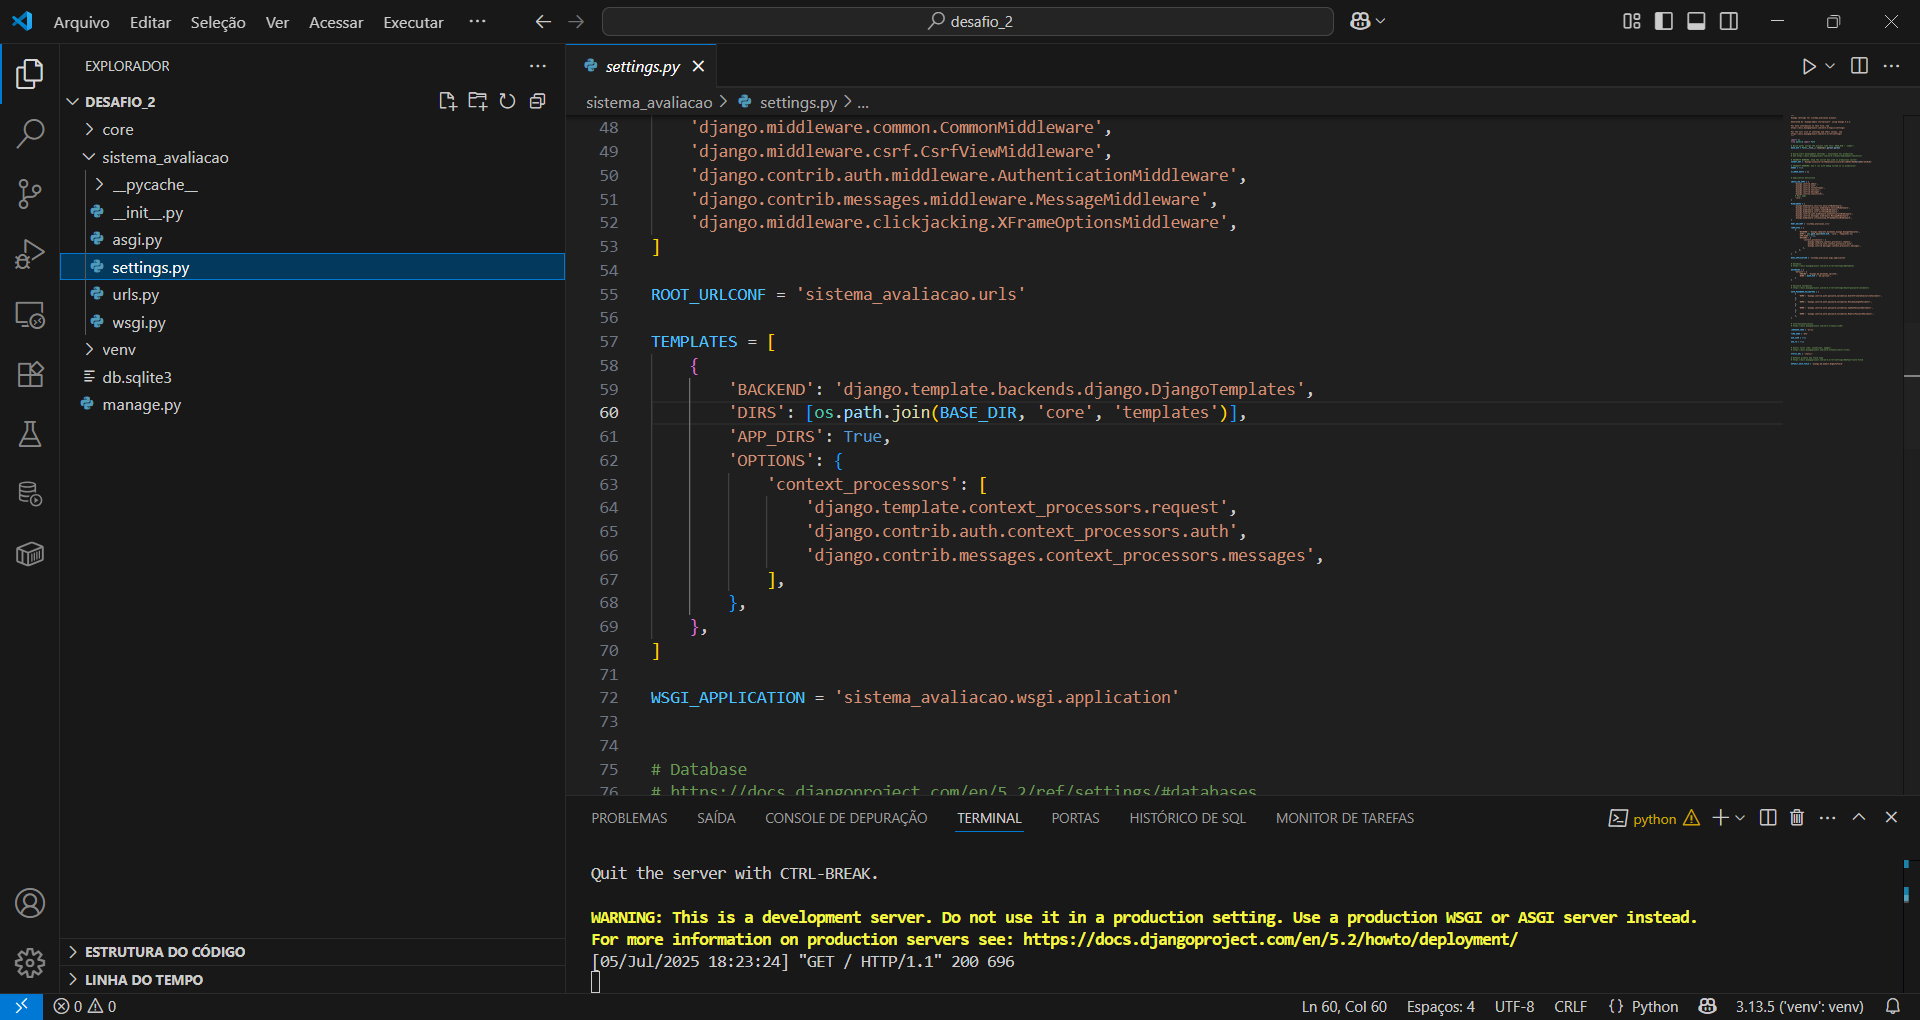 Arquivo Editar Seleção Ver Acessar Executar ···
desafio_2
EXPLORADOR
DESAFIO_2
core
sistema_avaliacao
__pycache__
__init__.py
asgi.py
settings.py
urls.py
wsgi.py
venv
db.sqlite3
manage.py
ESTRUTURA DO CÓDIGO
LINHA DO TEMPO
settings.py
sistema_avaliacao > settings.py > ...
48 'django.middleware.common.CommonMiddleware',
49 'django.middleware.csrf.CsrfViewMiddleware',
50 'django.contrib.auth.middleware.AuthenticationMiddleware',
51 'django.contrib.messages.middleware.MessageMiddleware',
52 'django.middleware.clickjacking.XFrameOptionsMiddleware',
53 ]
54
55 ROOT_URLCONF = 'sistema_avaliacao.urls'
56
57 TEMPLATES = [
58 {
59 'BACKEND': 'django.template.backends.django.DjangoTemplates',
60 'DIRS': [os.path.join(BASE_DIR, 'core', 'templates')],
61 'APP_DIRS': True,
62 'OPTIONS': {
63 'context_processors': [
64 'django.template.context_processors.request',
65 'django.contrib.auth.context_processors.auth',
66 'django.contrib.messages.context_processors.messages',
67 ],
68 },
69 },
70 ]
71
72 WSGI_APPLICATION = 'sistema_avaliacao.wsgi.application'
73
74
75 # Database
76 # https://docs.djangoproject.com/en/5.2/ref/settings/#databases
PROBLEMAS SAÍDA CONSOLE DE DEPURAÇÃO TERMINAL PORTAS HISTÓRICO DE SQL MONITOR DE TAREFAS
python
Quit the server with CTRL-BREAK.
WARNING: This is a development server. Do not use it in a production setting. Use a production WSGI or ASGI server instead.
For more information on production servers see: https://docs.djangoproject.com/en/5.2/howto/deployment/
[05/Jul/2025 18:23:24] "GET / HTTP/1.1" 200 696
0 0
Ln 60, Col 60 Espaços: 4 UTF-8 CRLF {} Python 3.13.5 ('venv': venv)